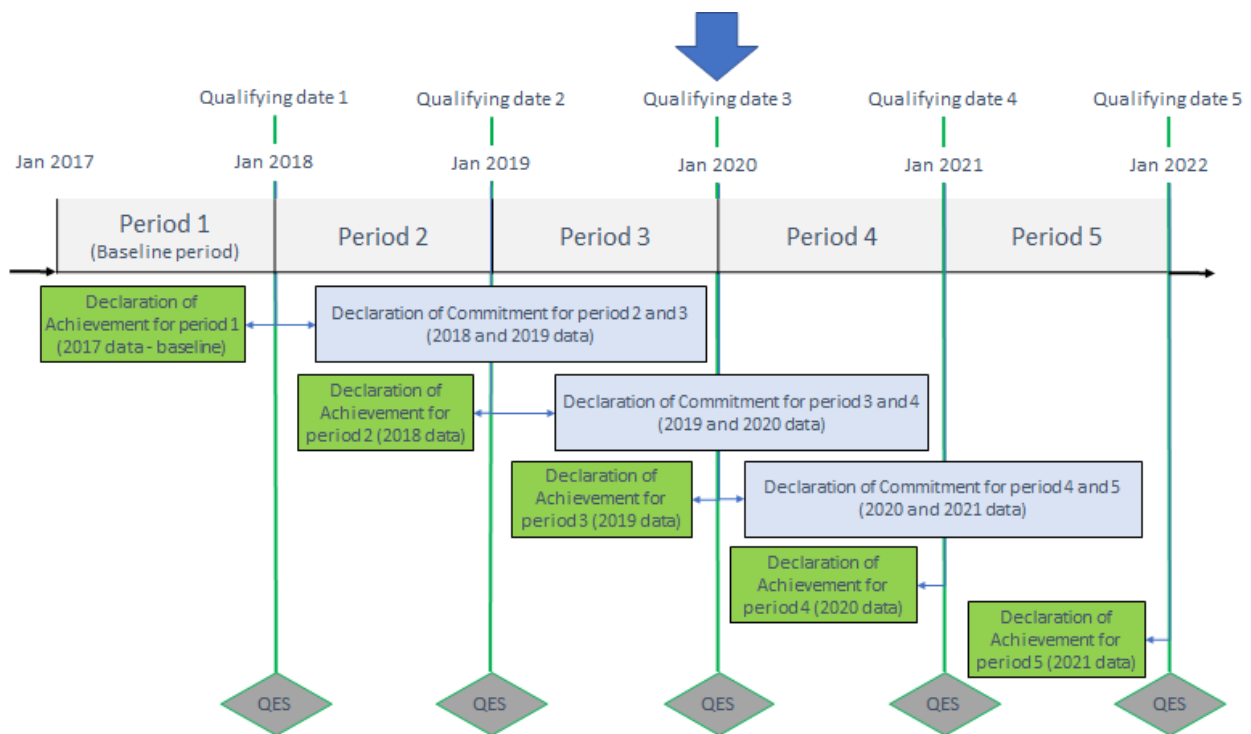 Qualifying date 1
Qualifying date 2
Qualifying date 3
Qualifying date 4
Qualifying date 5
Jan 2017
Jan 2018
Jan 2019
Jan 2020
Jan 2021
Jan 2022
Period 1
(Baseline period)
Period 2
Period 3
Period 4
Period 5
Declaration of
Achievement for period 1
(2017 data - baseline)
Declaration of Commitment for period 2 and 3
(2018 and 2019 data)
Declaration of
Achievement for
period 2 (2018 data)
Declaration of Commitment for period 3 and 4
(2019 and 2020 data)
Declaration of
Achievement for
period 3 (2019 data)
Declaration of Commitment for period 4 and 5
(2020 and 2021 data)
Declaration of
Achievement for
period 4 (2020 data)
Declaration of
Achievement for
period 5 (2021 data)
QES
QES
QES
QES
QES